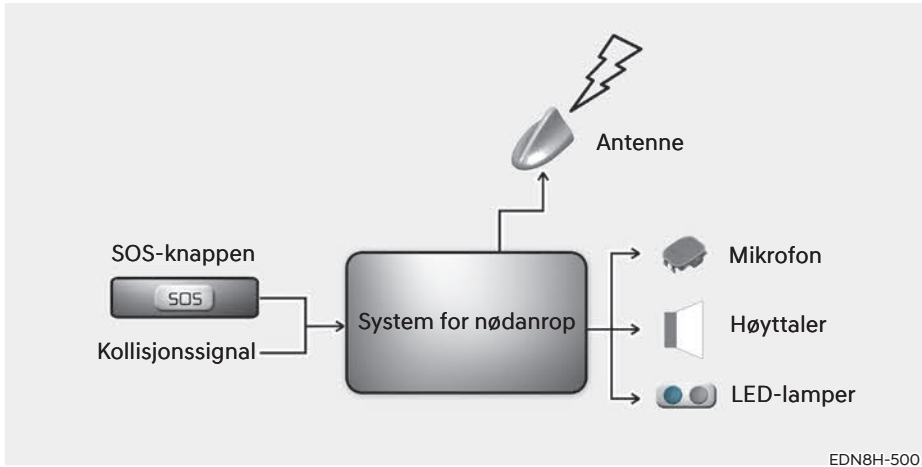 Antenne
SOS-knappen
SOS
Kollisjonssignal
System for nødanrop
Mikrofon
Høyttaler
LED-lamper
EDN8H-500